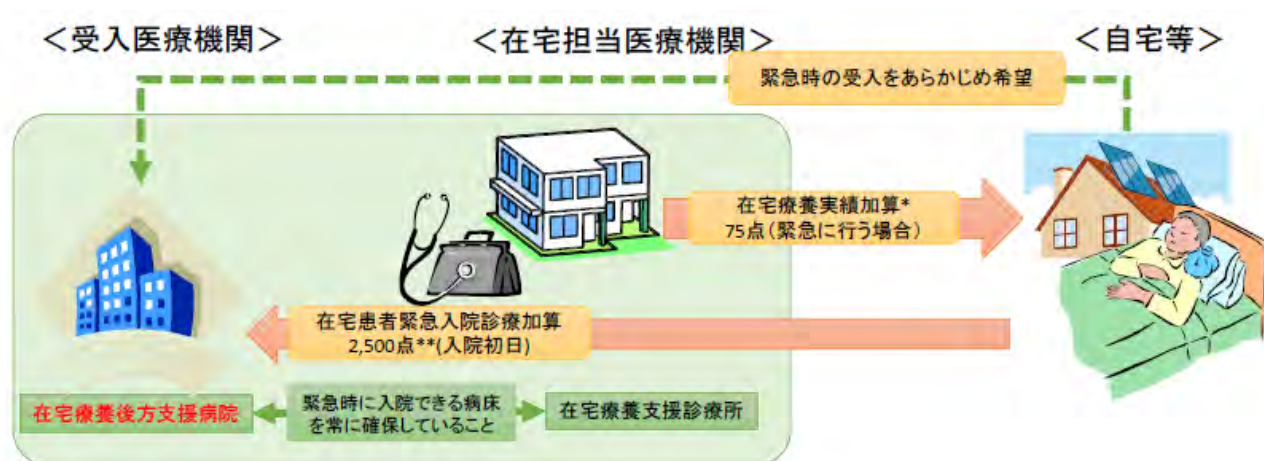 <受入医療機関>
<在宅担当医療機関>
<自宅等>
緊急時の受入をあらかじめ希望
在宅療養実績加算*
75点(緊急に行う場合)
在宅患者緊急入院診療加算
2,500点**(入院初日)
在宅療養後方支援病院
緊急時に入院できる病床
を常に確保していること
在宅療養支援診療所